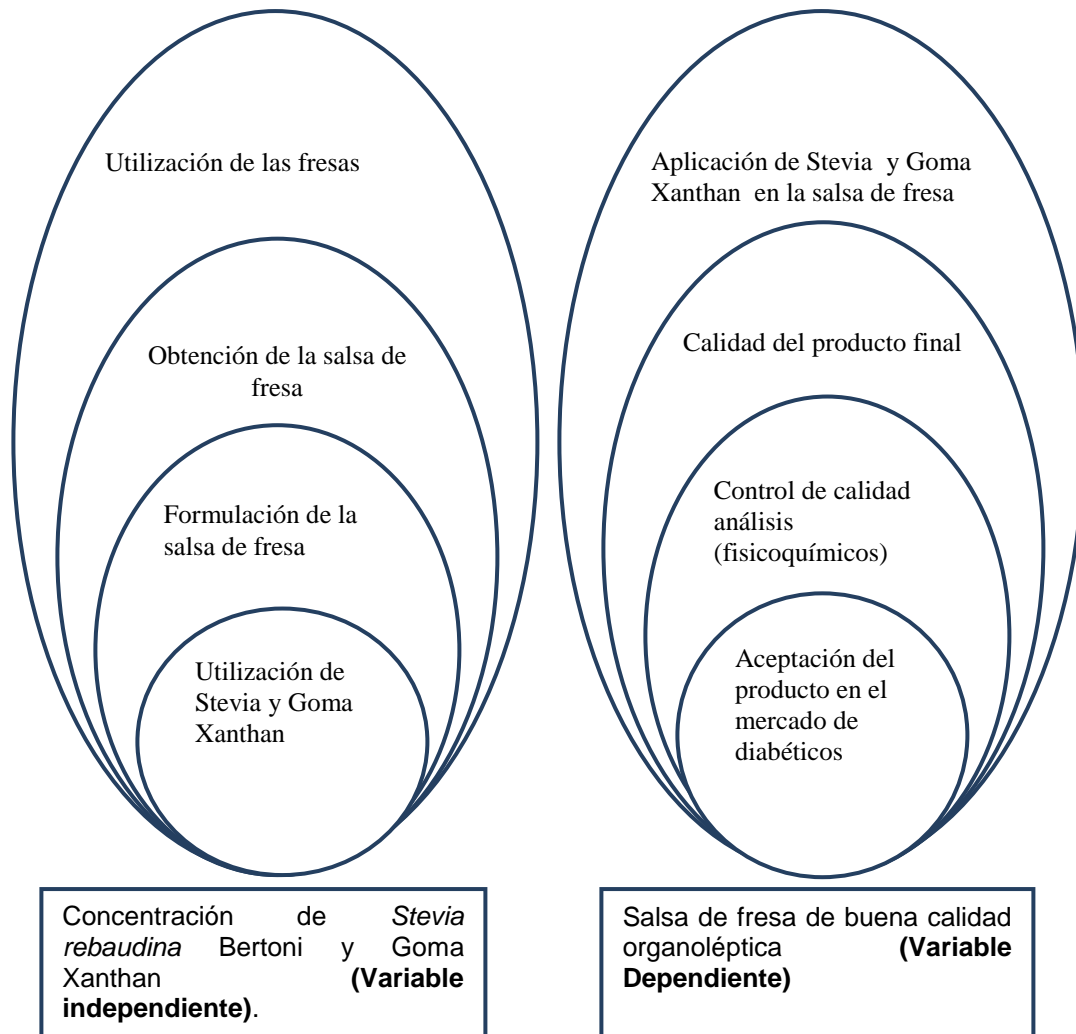 Utilización de las fresas
Obtención de la salsa de
fresa
Formulación de la
salsa de fresa
Utilización de
Stevia y Goma
Xanthan
Concentración de Stevia
rebaudina Bertoni y Goma
Xanthan (Variable
independiente).
Aplicación de Stevia y Goma
Xanthan en la salsa de fresa
Calidad del producto final
Control de calidad
análisis
(fisicoquímicos)
Aceptación del
producto en el
mercado de
diabéticos
Salsa de fresa de buena calidad
organoléptica (Variable
Dependiente)